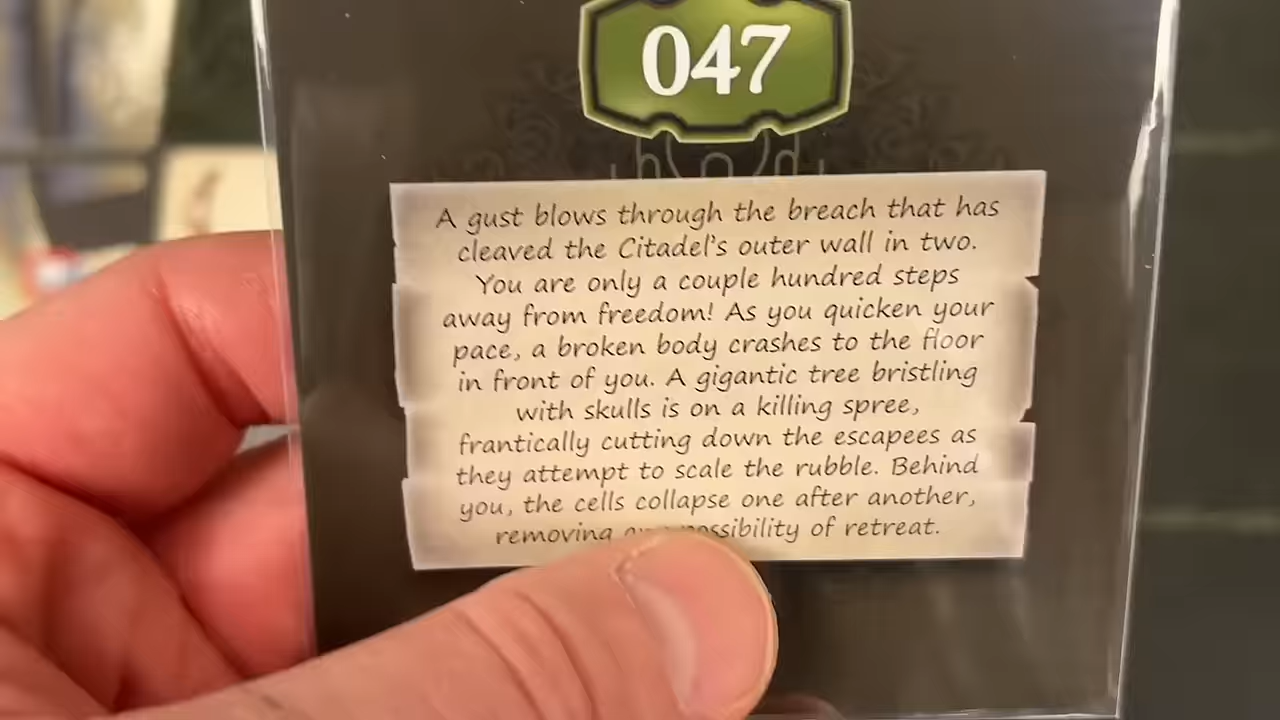 047
A gust blows through the breach that has
cleaved the Citadel's outer wall in two.
You are only a couple hundred steps
away from freedom! As you quicken your
pace, a broken body crashes to the floor
in front of you. A gigantic tree bristling
with skulls is on a killing spree,
frantically cutting down the escapees as
they attempt to scale the rubble. Behind
you, the cells collapse one after another,
removing of retreat.